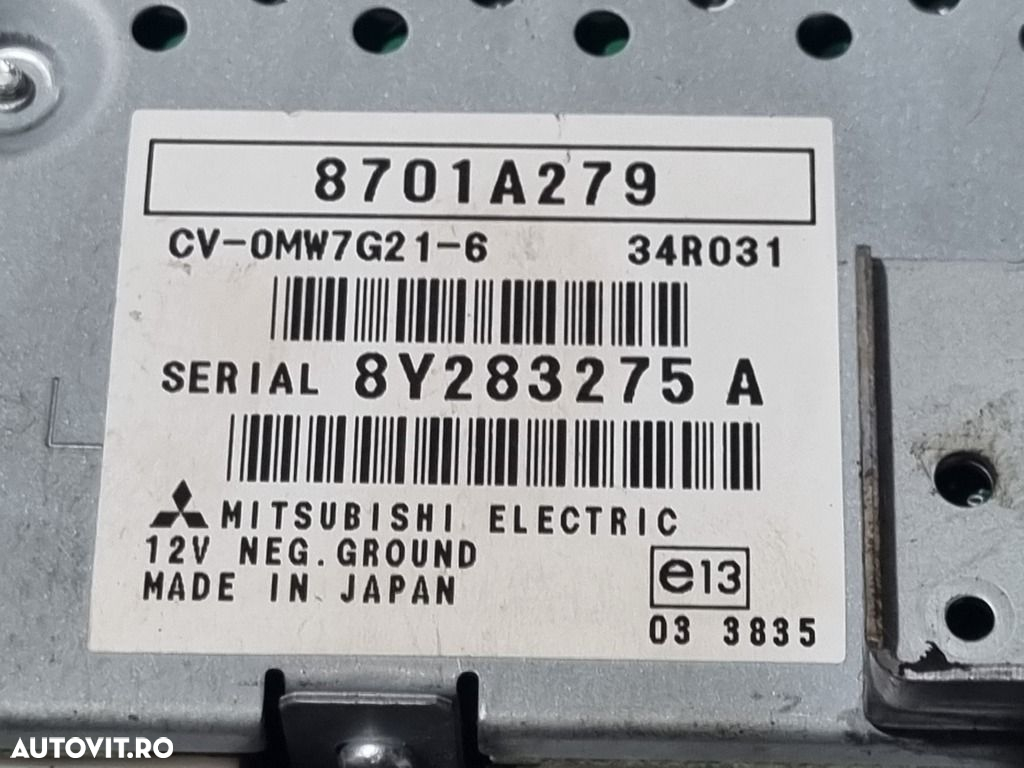 8701A279
CV-0MW7G21-6 34R031
SERIAL 8Y283275 A
MITSUBISHI ELECTRIC
12V NEG.GROUND
MADE IN JAPAN
e13
03 3835
AUTOVIT.RO